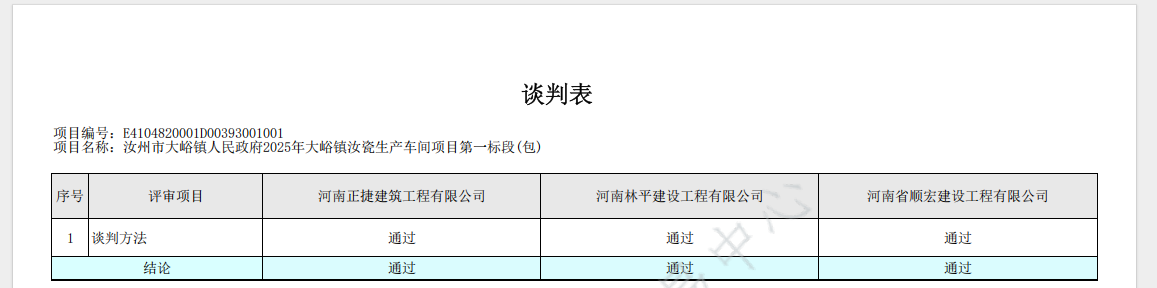 谈判表
项目编号：E4104820001D00393001001
项目名称：汝州市大峪镇人民政府2025年大峪镇汝瓷生产车间项目第一标段(包)
序号 评审项目 河南正捷建筑工程有限公司 河南林平建设工程有限公司 河南省顺宏建设工程有限公司
1 谈判方法 通过 通过 通过
结论 通过 通过 通过
中心